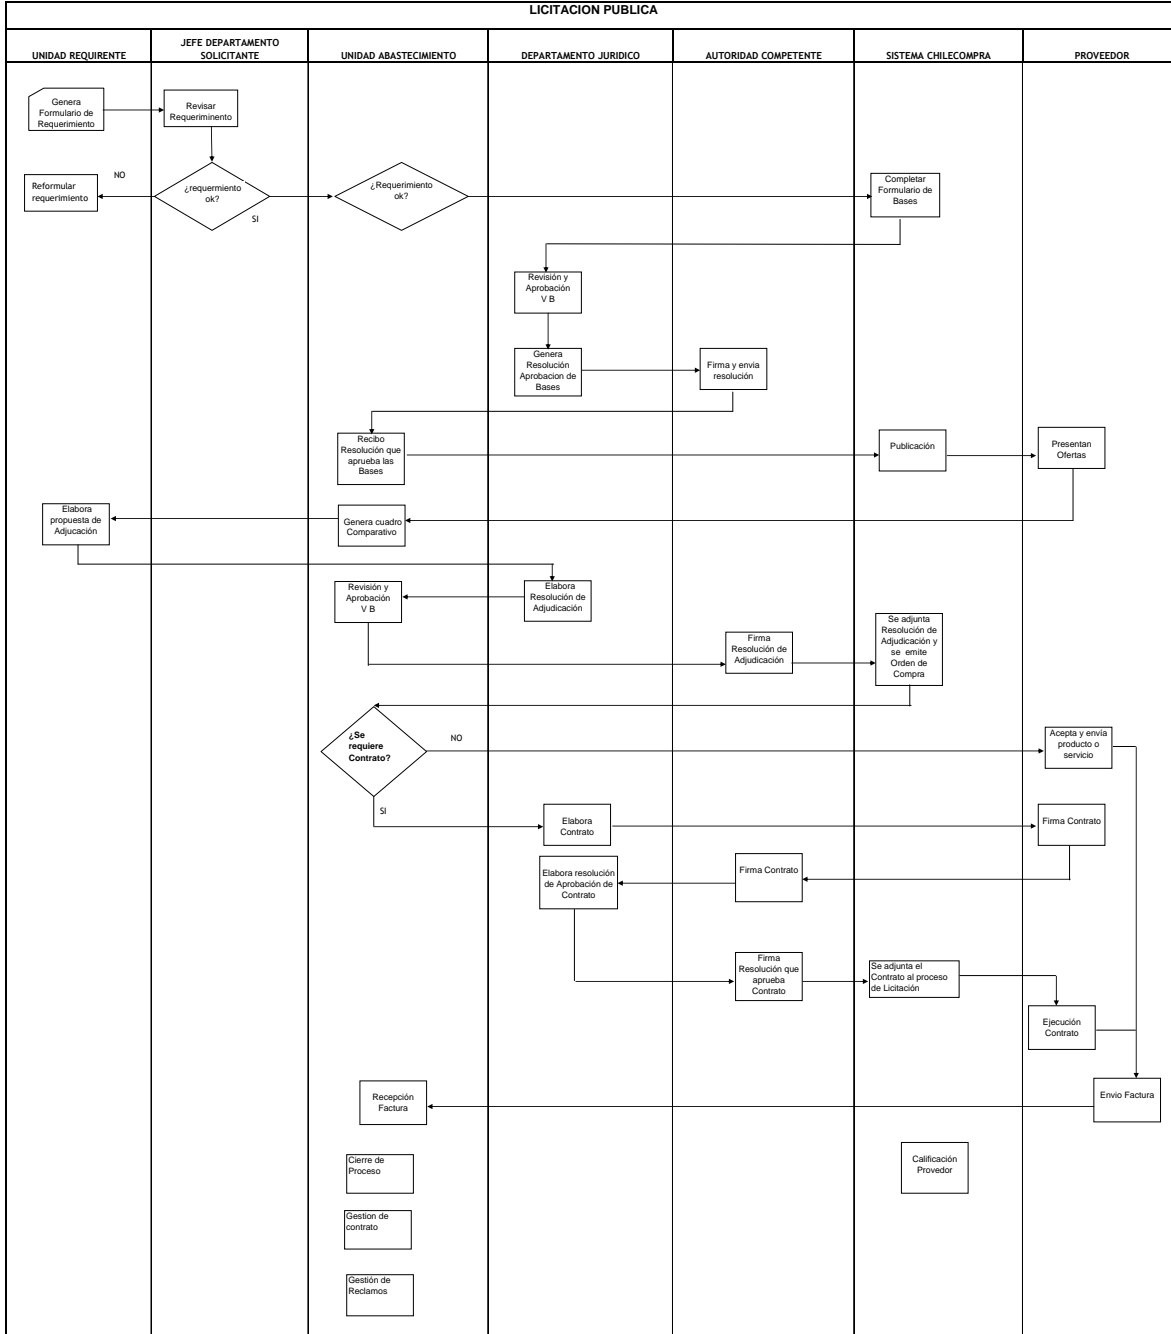 LICITACION PUBLICA
UNIDAD REQUIRENTE
JEFE DEPARTAMENTO
SOLICITANTE
UNIDAD ABASTECIMIENTO
DEPARTAMENTO JURIDICO
AUTORIDAD COMPETENTE
SISTEMA CHILECOMPRA
PROVEEDOR
Genera
Formulario de
Requerimiento
Revisar
Requeriminento
Reformular
requerimiento
NO
¿requermiento
ok?
SI
¿Requerimiento
ok?
Completar
Formulario de
Bases
Revisión y
Aprobación
V B
Genera
Resolución
Aprobacion de
Bases
Firma y envia
resolución
Recibo
Resolución que
aprueba las
Bases
Publicación
Presentan
Ofertas
Elabora
propuesta de
Adjucación
Genera cuadro
Comparativo
Revisión y
Aprobación
V B
Elabora
Resolución de
Adjudicación
Firma
Resolución de
Adjudicación
Se adjunta
Resolución de
Adjudicación y
se emite
Orden de
Compra
¿Se
requiere
Contrato?
NO
Acepta y envía
producto o
servicio
SI
Elabora
Contrato
Firma Contrato
Elabora resolución
de Aprobación de
Contrato
Firma Contrato
Firma
Resolución que
aprueba
Contrato
Se adjunta el
Contrato al proceso
de Licitación
Ejecución
Contrato
Recepción
Factura
Envio Factura
Cierre de
Proceso
Calificación
Provedor
Gestion de
contrato
Gestión de
Reclamos